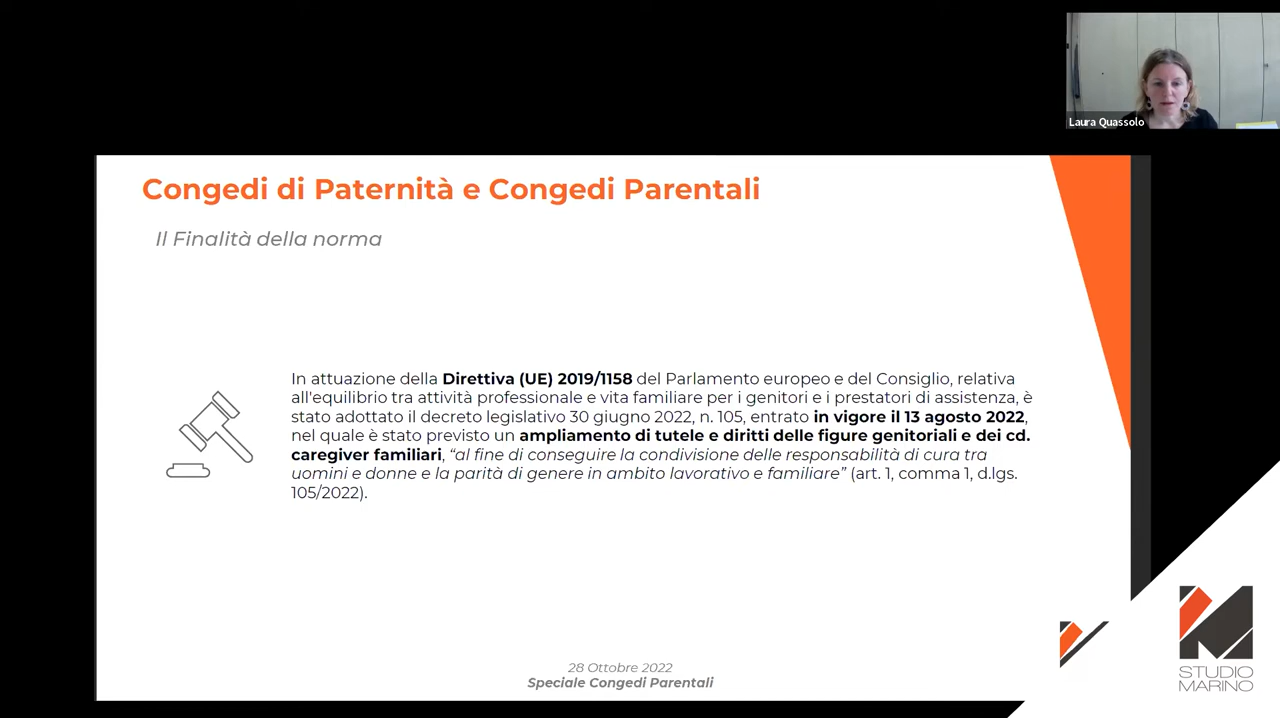 Laura Quassolo
Congedi di Paternità e Congedi Parentali
Il Finalità della norma
In attuazione della Direttiva (UE) 2019/1158 del Parlamento europeo e del Consiglio, relativa
all'equilibrio tra attività professionale e vita familiare per i genitori e i prestatori di assistenza, è
stato adottato il decreto legislativo 30 giugno 2022, n. 105, entrato in vigore il 13 agosto 2022,
nel quale è stato previsto un ampliamento di tutele e diritti delle figure genitoriali e dei cd.
caregiver familiari, “al fine di conseguire la condivisione delle responsabilità di cura tra
uomini e donne e la parità di genere in ambito lavorativo e familiare” (art. 1, comma 1, d.lgs.
105/2022).
28 Ottobre 2022
Speciale Congedi Parentali
STUDIO
MARINO